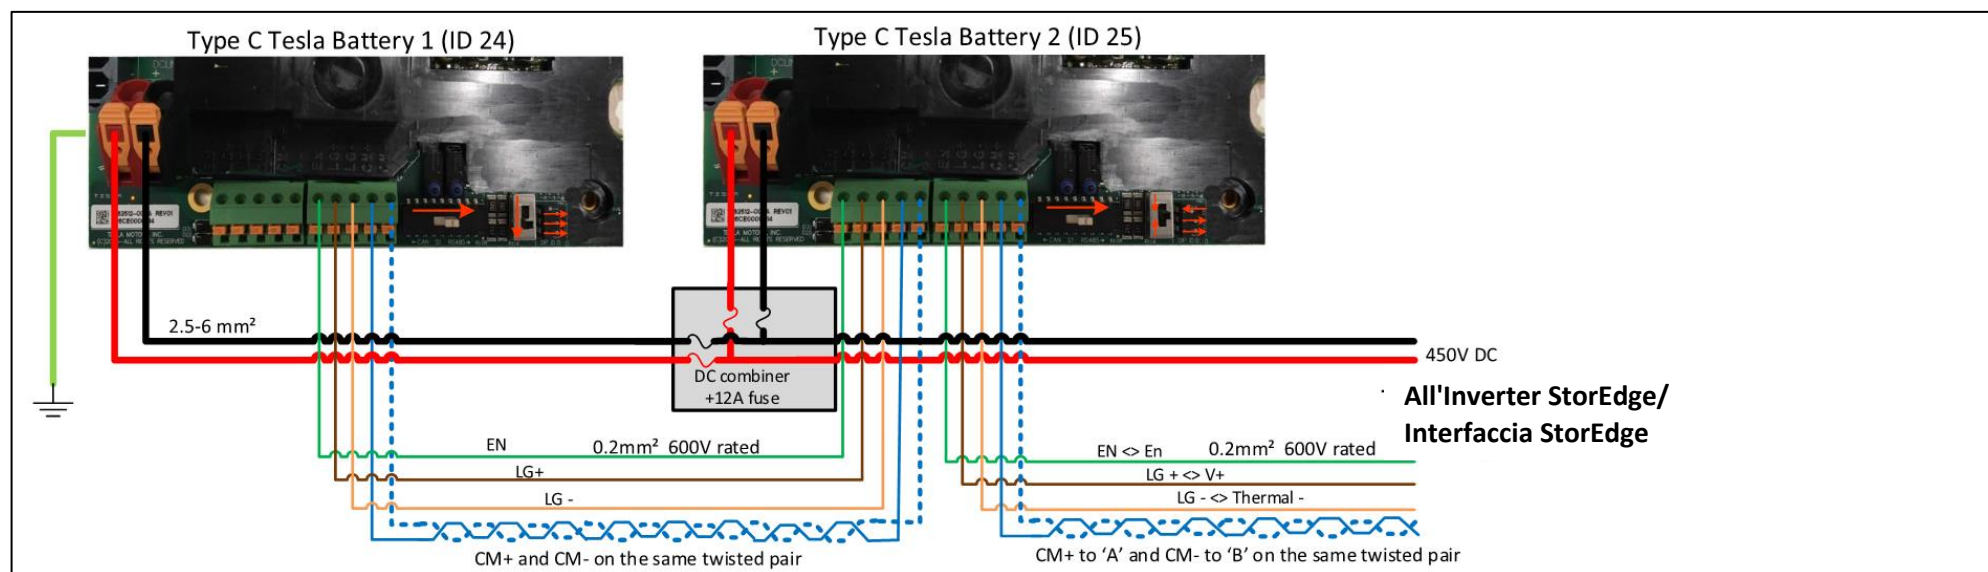 Type C Tesla Battery 1 (ID 24)
Type C Tesla Battery 2 (ID 25)
2.5-6 mm²
DC combiner
+12A fuse
450V DC
All'Inverter StorEdge/
Interfaccia StorEdge
EN
0.2mm² 600V rated
LG+
LG -
CM+ and CM- on the same twisted pair
EN <> En
0.2mm² 600V rated
LG + <> V+
LG - <> Thermal -
CM+ to ‘A’ and CM- to ‘B’ on the same twisted pair